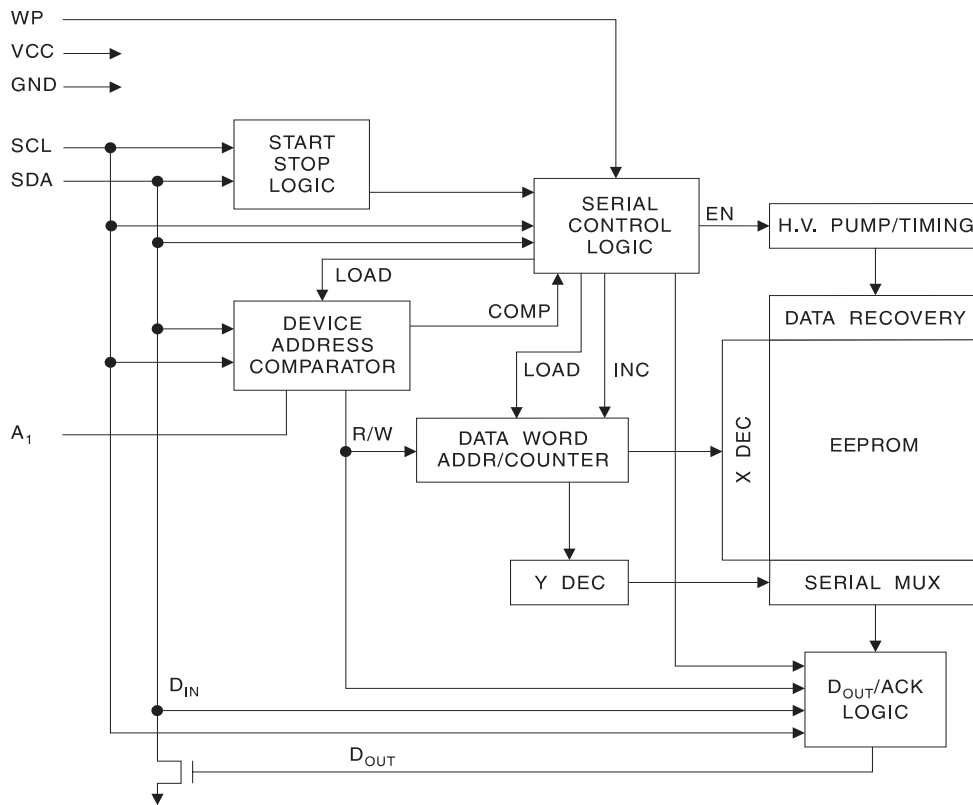 WP
VCC
GND
SCL
SDA
START
STOP
LOGIC
SERIAL
CONTROL
LOGIC
EN
H.V. PUMP/TIMING
LOAD
COMP
DEVICE
ADDRESS
COMPARATOR
DATA RECOVERY
LOAD
INC
A1
R/W
DATA WORD
ADDR/COUNTER
X DEC
EEPROM
Y DEC
SERIAL MUX
DIN
DOUT/ACK
LOGIC
DOUT